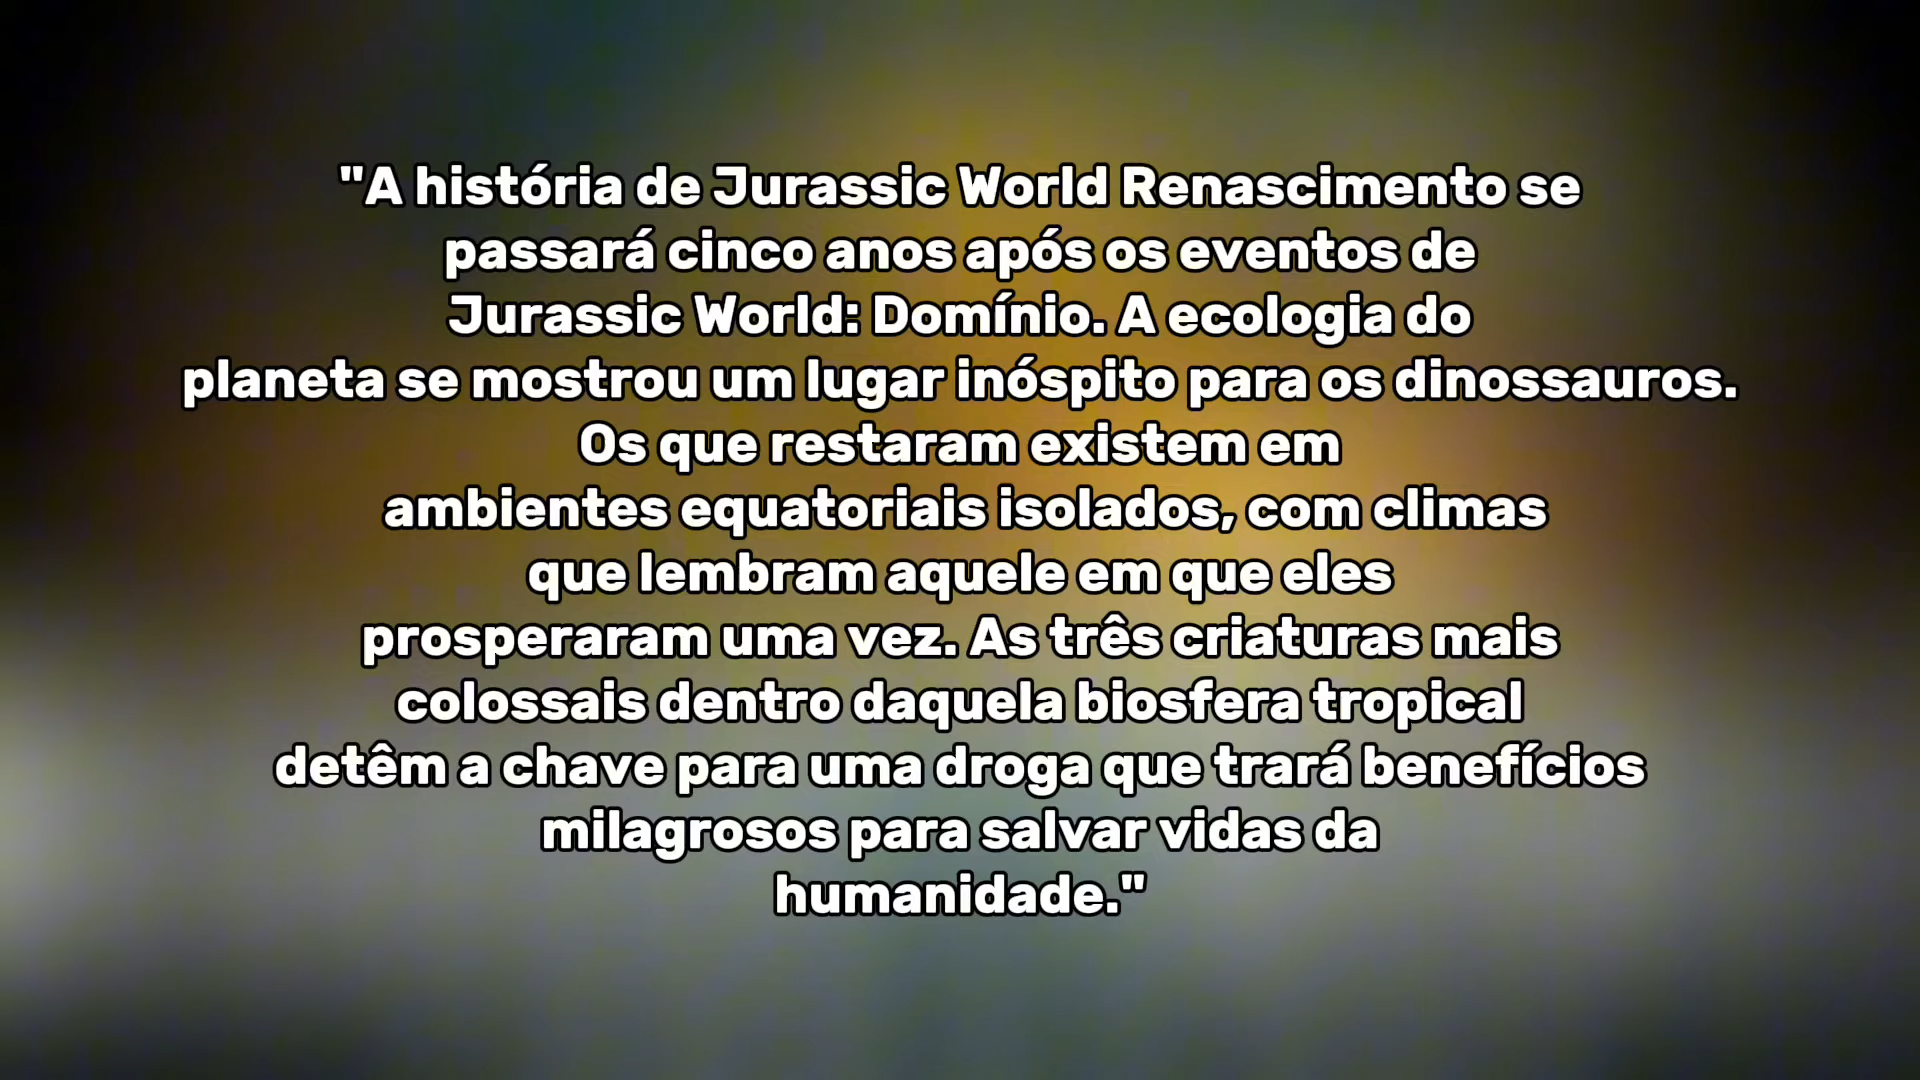 "A história de Jurassic World Renascimento se
passará cinco anos após os eventos de
Jurassic World: Domínio. A ecologia do
planeta se mostrou um lugar inóspito para os dinossauros.
Os que restaram existem em
ambientes equatoriais isolados, com climas
que lembram aquele em que eles
prosperaram uma vez. As três criaturas mais
colossais dentro daquela biosfera tropical
detêm a chave para uma droga que trará benefícios
milagrosos para salvar vidas da
humanidade."